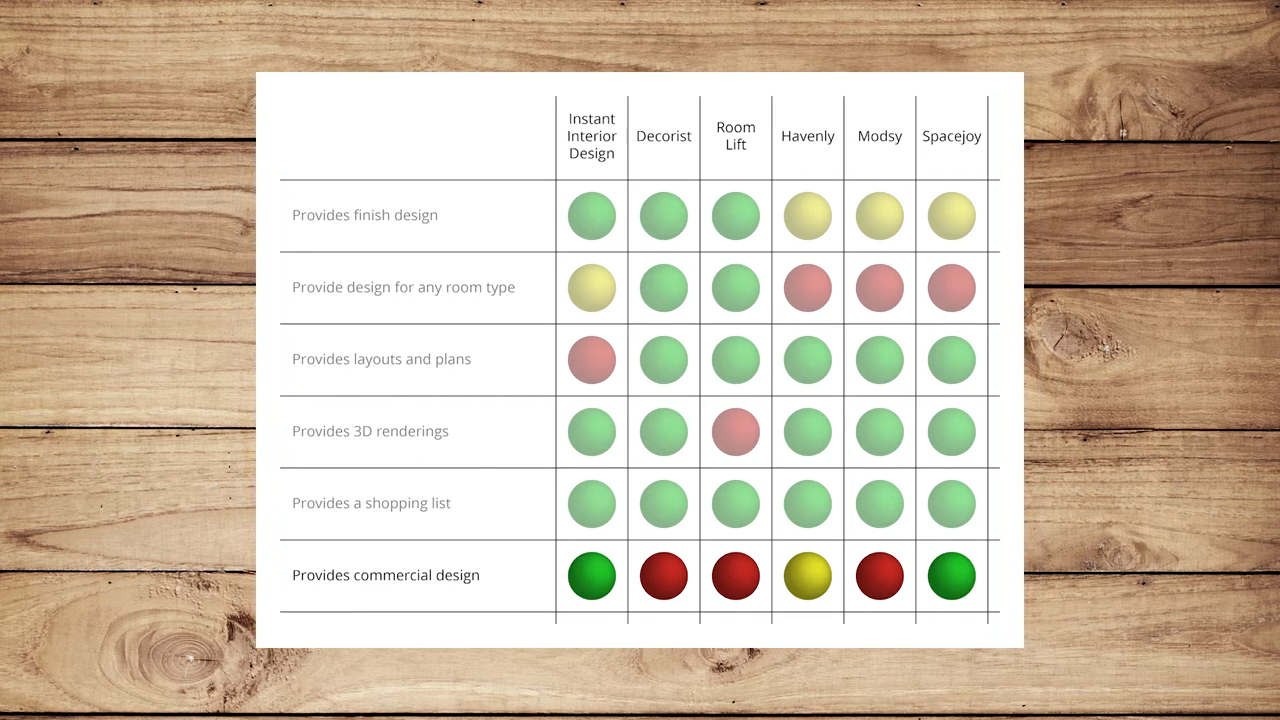 Instant
Interior
Design
Decorist
Room
Lift
Havenly
Modsy
Spacejoy
Provides finish design
Provide design for any room type
Provides layouts and plans
Provides 3D renderings
Provides a shopping list
Provides commercial design